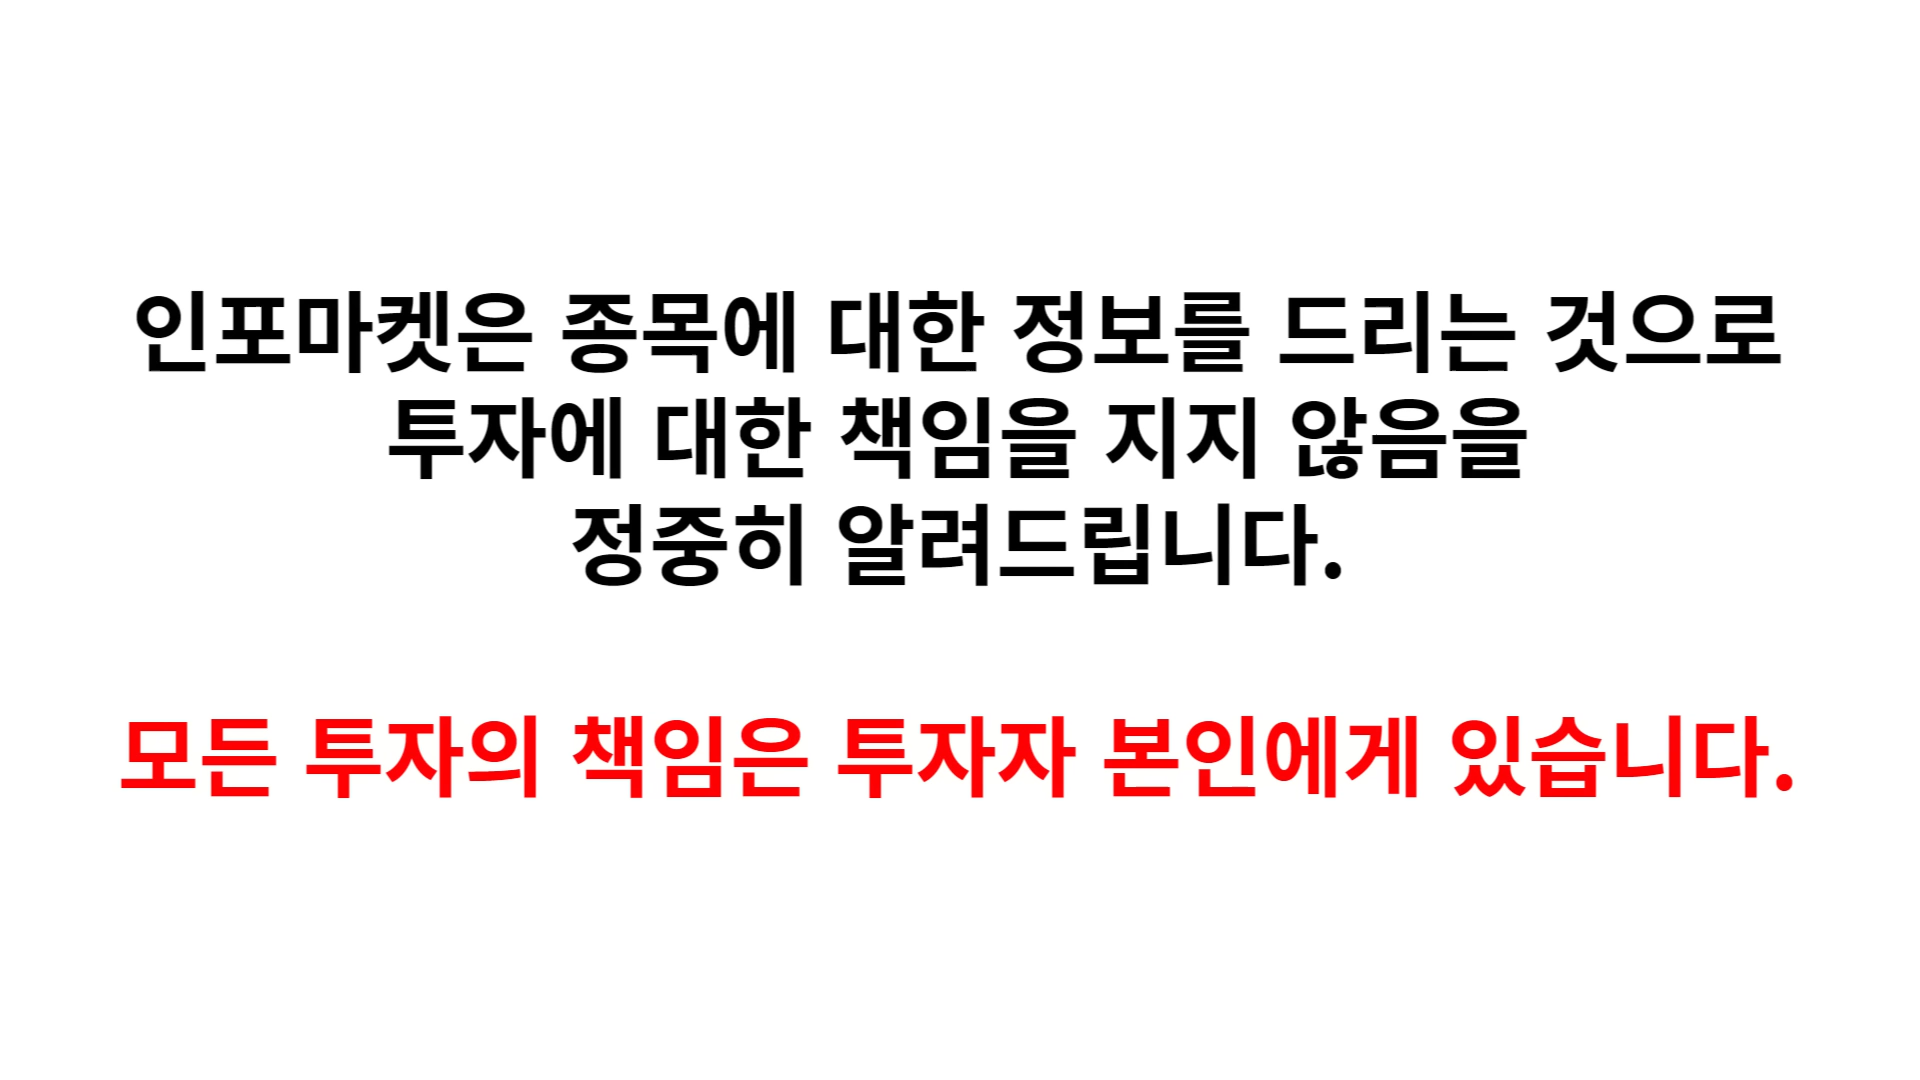 인포마켓은 종목에 대한 정보를 드리는 것으로
투자에 대한 책임을 지지 않음을
정중히 알려드립니다.
모든 투자의 책임은 투자자 본인에게 있습니다.